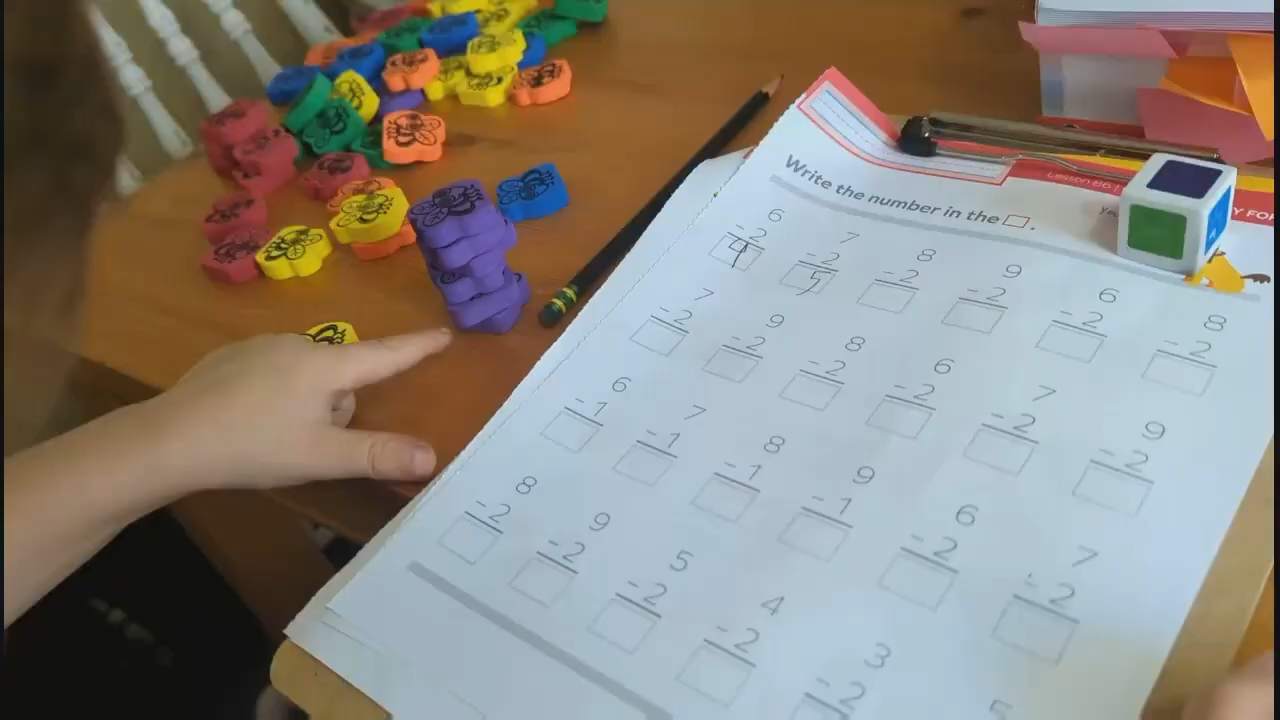 Lesson 86 |
Y FOR
Write the number in the □.
6 7 8 9 6 8
-2 -2 -2 -2 -2 -2
4 5
7 9 8 6 7 9
-2 -2 -2 -2 -2 -2
6 7 8 9 6 7
-1 -1 -1 -1 -2 -2
8 9 5 4 3 5
-2 -2 -2 -2 -2